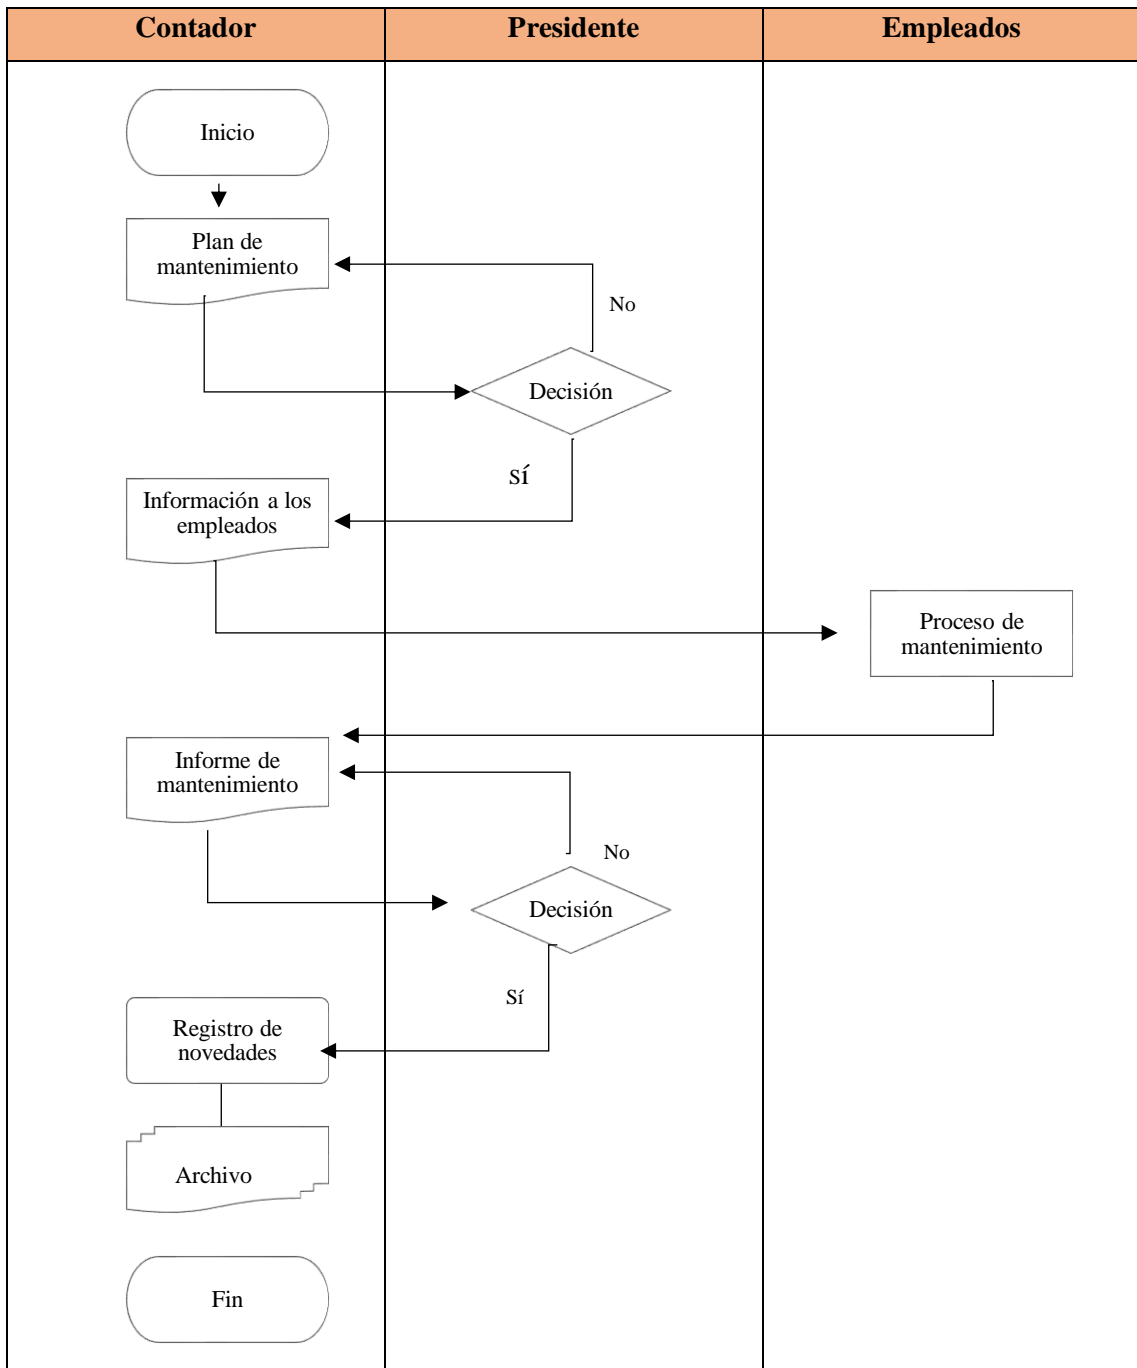 Contador
Presidente
Empleados
Inicio
Plan de
mantenimiento
No
Decisión
Sí
Información a los
empleados
Proceso de
mantenimiento
Informe de
mantenimiento
No
Decisión
Sí
Registro de
novedades
Archivo
Fin